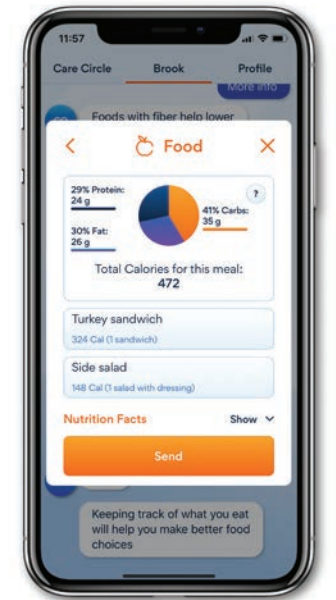 11:57
Care Circle Brook Profile
More info
Foods with fiber help lower
Food
29% Protein:
24 g
?
41% Carbs:
35 g
30% Fat:
26 g
Total Calories for this meal:
472
Turkey sandwich
324 Cal (1 sandwich)
Side salad
148 Cal (1 salad with dressing)
Nutrition Facts Show
Send
Keeping track of what you eat
will help you make better food
choices